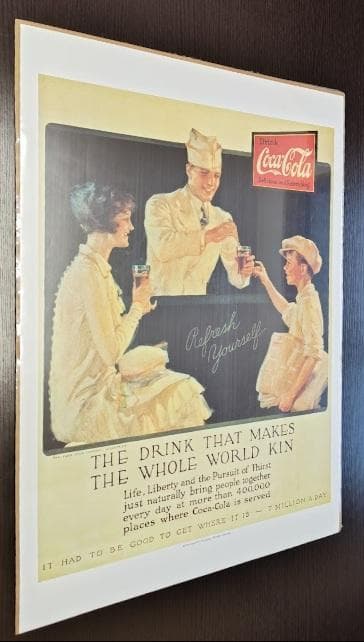 Drink
Coca-Cola
Delicious and Refreshing
Refresh
Yourself
THE DRINK THAT MAKES
THE WHOLE WORLD KIN
Life, Liberty and the Pursuit of Thirst
just naturally bring people together
every day at more than 400,000
places where Coca-Cola is served
IT HAD TO BE GOOD TO GET WHERE IT IS — 7 MILLION A DAY